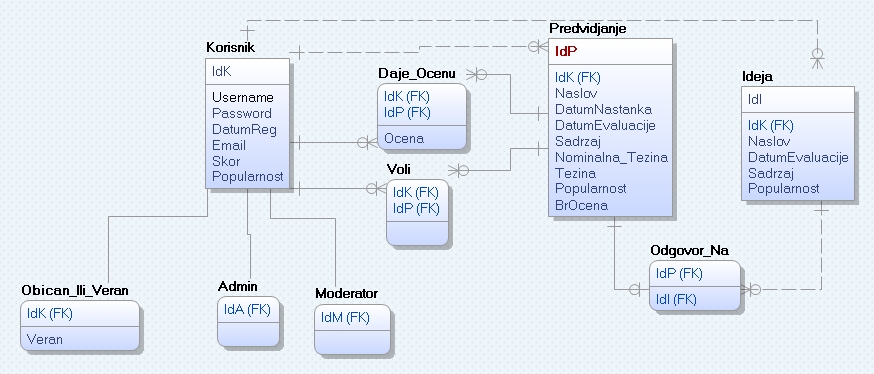 Korisnik
IdK
Username
Password
DatumReg
Email
Skor
Popularnost
Daje_Ocenu
IdK (FK)
IdP (FK)
Ocena
Voli
IdK (FK)
IdP (FK)
Predvidjanje
IdP
IdK (FK)
Naslov
DatumNastanka
DatumEvaluacije
Sadrzaj
Nominalna_Tezina
Tezina
Popularnost
BrOcena
Ideja
IdI
IdK (FK)
Naslov
DatumEvaluacije
Sadrzaj
Popularnost
Odgovor_Na
IdP (FK)
IdI (FK)
Obican_Ili_Veran
IdK (FK)
Veran
Admin
IdA (FK)
Moderator
IdM (FK)